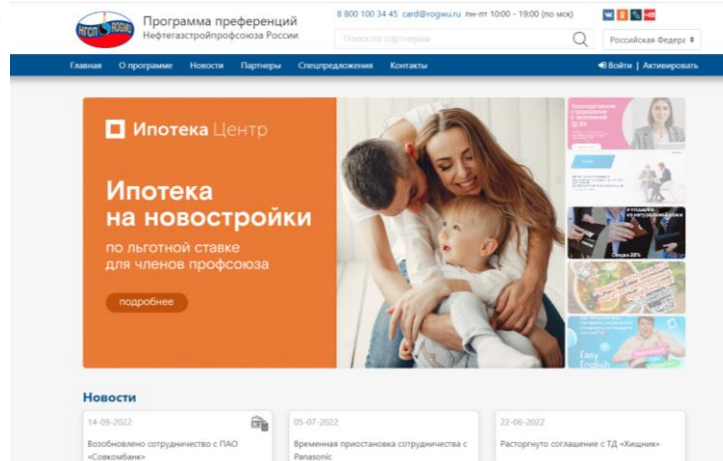 НГСП ROGWU
Программа преференций
Нефтегазстройпрофсоюза России
8 800 100 34 45 card@rogwu.ru пн-пт 10:00 - 19:00 (по мск)
Поиск по партнерам
Российская Федера
Главная О программе Новости Партнеры Спецпредложения Контакты
Войти | Активировать
Ипотека Центр
Ипотека
на новостройки
по льготной ставке
для членов профсоюза
подробнее
из натуральной кожи
Скидка 20%
Easy
English
Новости
14-09-2022
Возобновлено сотрудничество с ПАО
«Совкомбанк»
05-07-2022
Временная приостановка сотрудничества с
Panasonic
22-06-2022
Расторгнуто соглашение с ТД «Хищник»